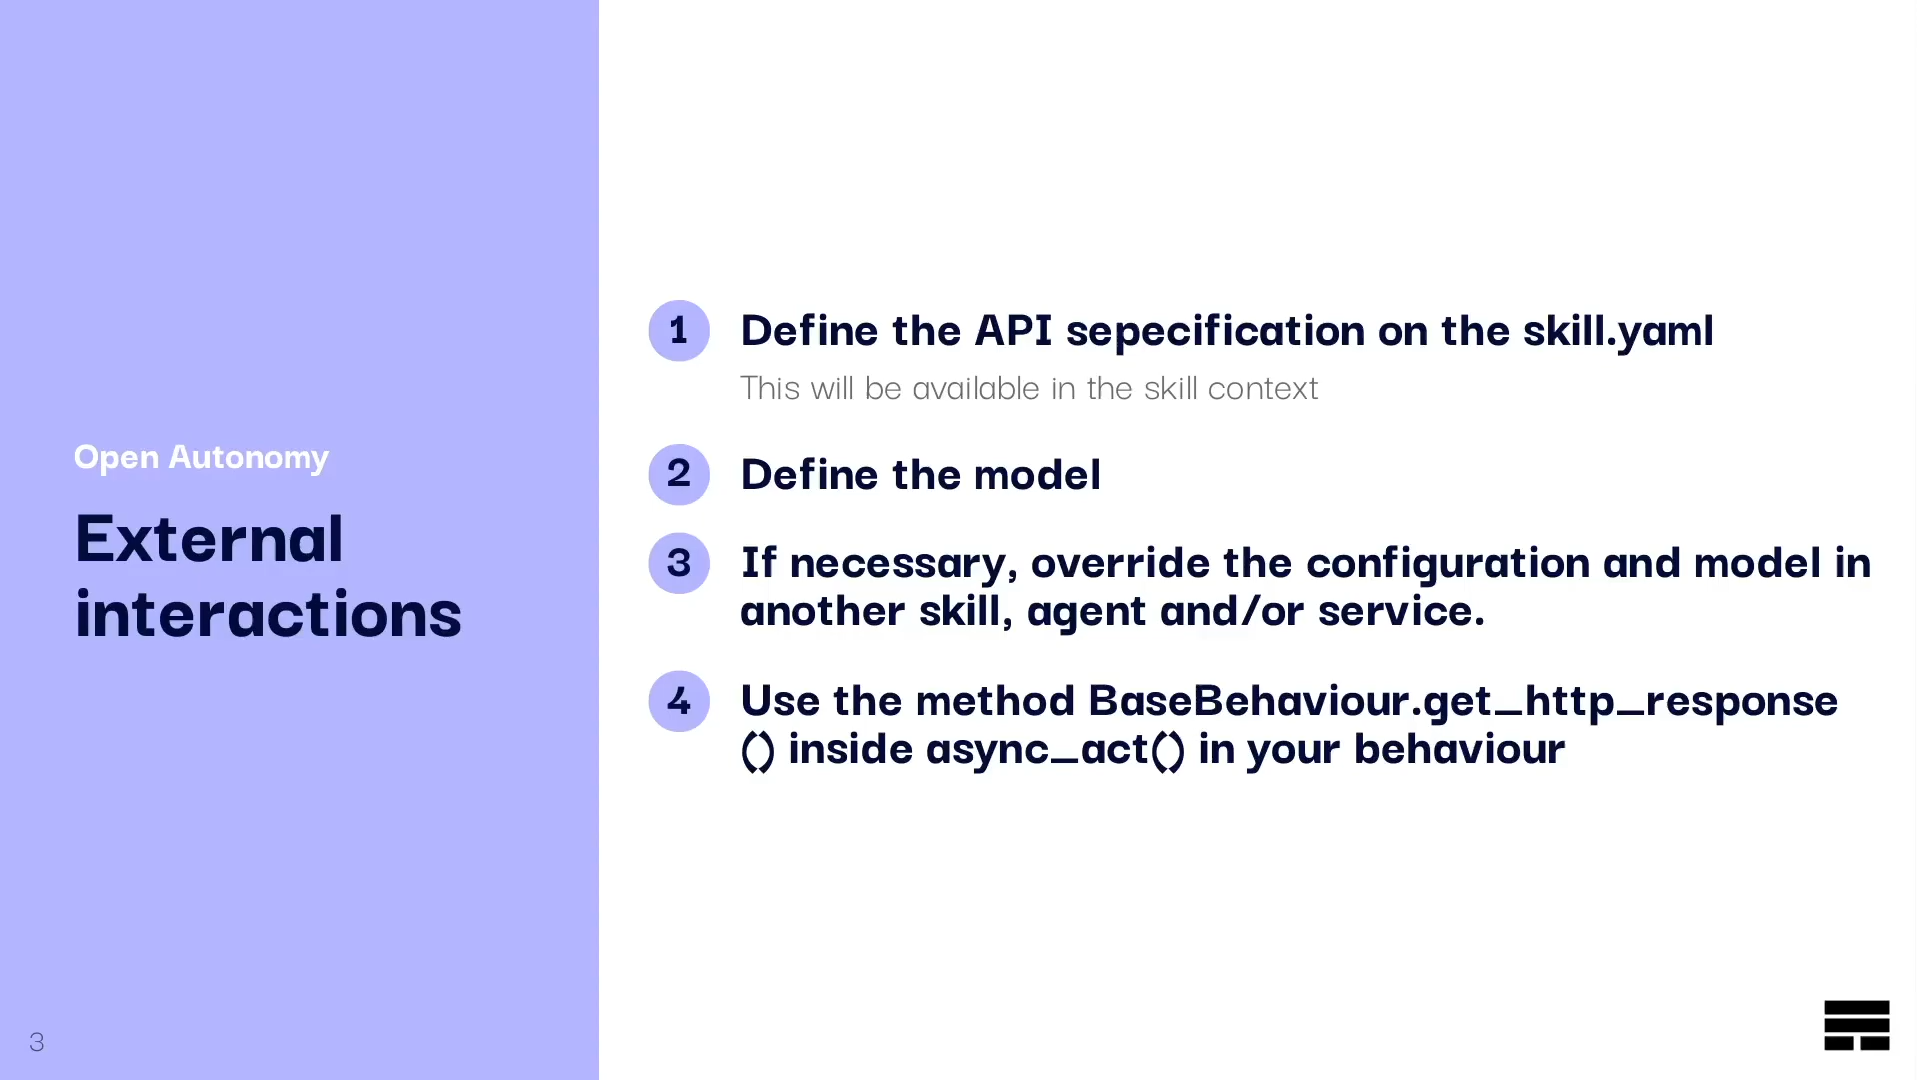 Open Autonomy
External
interactions
1 Define the API sepecification on the skill.yaml
This will be available in the skill context
2 Define the model
3 If necessary, override the configuration and model in
another skill, agent and/or service.
4 Use the method BaseBehaviour.get_http_response
() inside async_act() in your behaviour
3